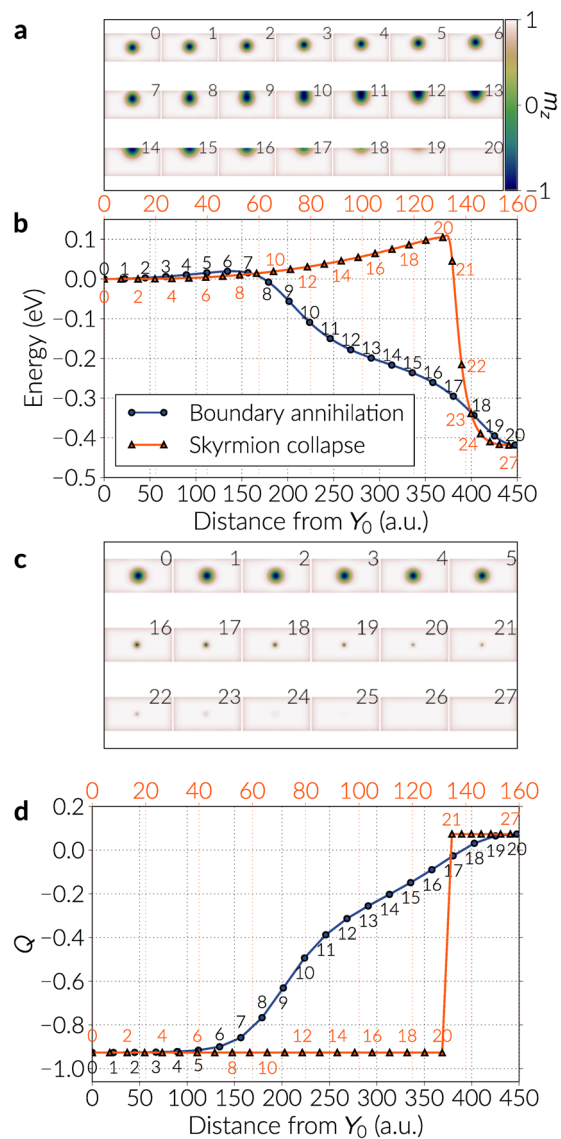 a
0 1 2 3 4 5 6
7 8 9 10 11 12 13
14 15 16 17 18 19 20
1
0
−1
m_z
0 20 40 60 80 100 120 140 160
b
0.1
0.0
−0.1
−0.2
−0.3
−0.4
−0.5
Energy (eV)
0 1 2 3 4 5 6 7 8 9 10 11 12 13 14 15 16 17 18 19 20
0 2 4 6 8 10 12 14 16 18 20 21 22 23 24 27
Boundary annihilation
Skyrmion collapse
0 50 100 150 200 250 300 350 400 450
Distance from Y₀ (a.u.)
c
0 1 2 3 4 5
16 17 18 19 20 21
22 23 24 25 26 27
0 20 40 60 80 100 120 140 160
d
0.2
0.0
−0.2
−0.4
−0.6
−0.8
−1.0
Q
0 1 2 3 4 5 6 7 8 9 10 11 12 13 14 15 16 17 18 19 20
0 2 4 6 8 10 12 14 16 18 20 21 27
0 50 100 150 200 250 300 350 400 450
Distance from Y₀ (a.u.)